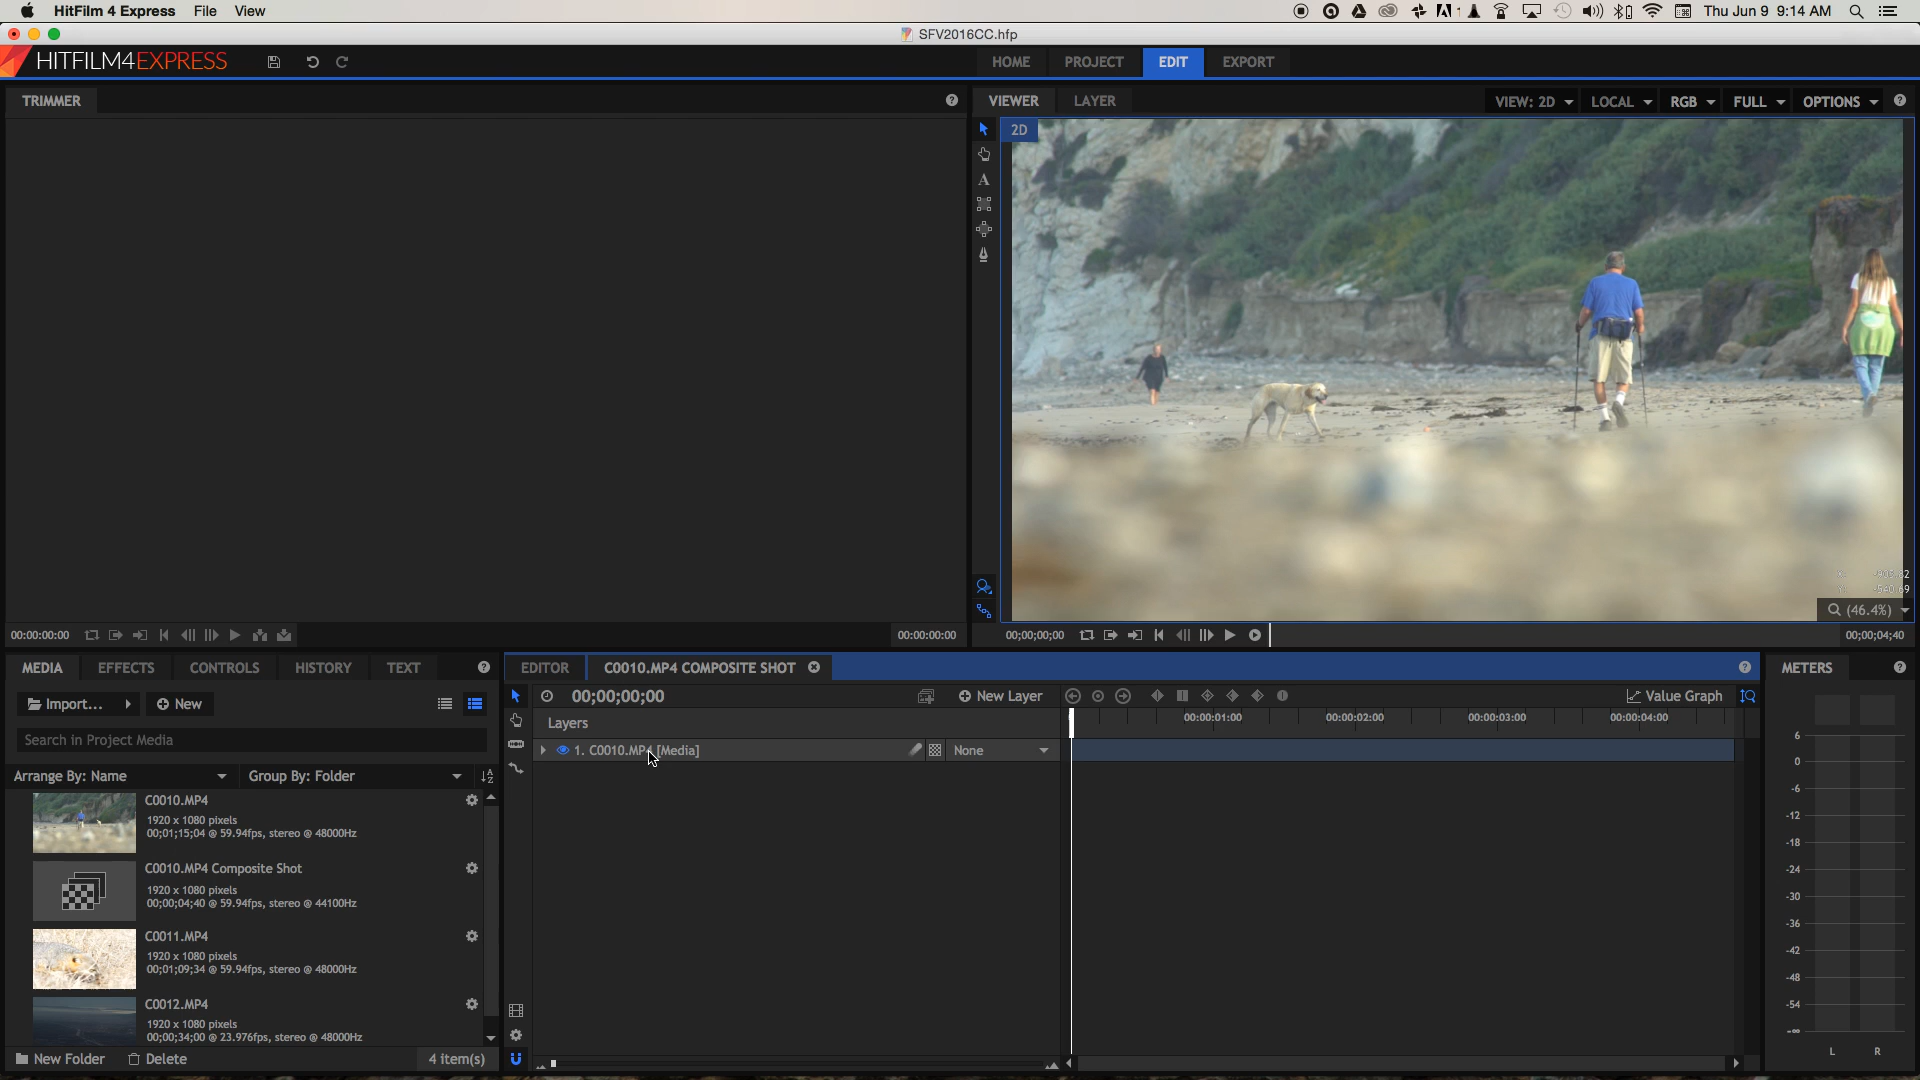 HitFilm 4 Express File View
Thu Jun 9 9:14 AM
SFV2016CC.hfp
HITFILM4EXPRESS
HOME PROJECT EDIT EXPORT
TRIMMER
VIEWER LAYER VIEW: 2D LOCAL RGB FULL OPTIONS
2D
A
(46.4%)
00:00:00:00 00:00:00:00
00;00;00;00 00;00;04;40
MEDIA EFFECTS CONTROLS HISTORY TEXT
EDITOR C0010.MP4 COMPOSITE SHOT
METERS
Import... New
00;00;00;00 New Layer Value Graph
Layers
00:00:01:00 00:00:02:00 00:00:03:00 00:00:04:00
Search in Project Media
1. C0010.MP4 [Media] None
Arrange By: Name Group By: Folder
C0010.MP4
1920 x 1080 pixels
00;01;15;04 @ 59.94fps, stereo @ 48000Hz
C0010.MP4 Composite Shot
1920 x 1080 pixels
00;00;04;40 @ 59.94fps, stereo @ 44100Hz
C0011.MP4
1920 x 1080 pixels
00;01;09;34 @ 59.94fps, stereo @ 48000Hz
C0012.MP4
1920 x 1080 pixels
00;00;34;00 @ 23.976fps, stereo @ 48000Hz
New Folder Delete 4 item(s)
6
0
-6
-12
-18
-24
-30
-36
-42
-48
-54
-∞
L R